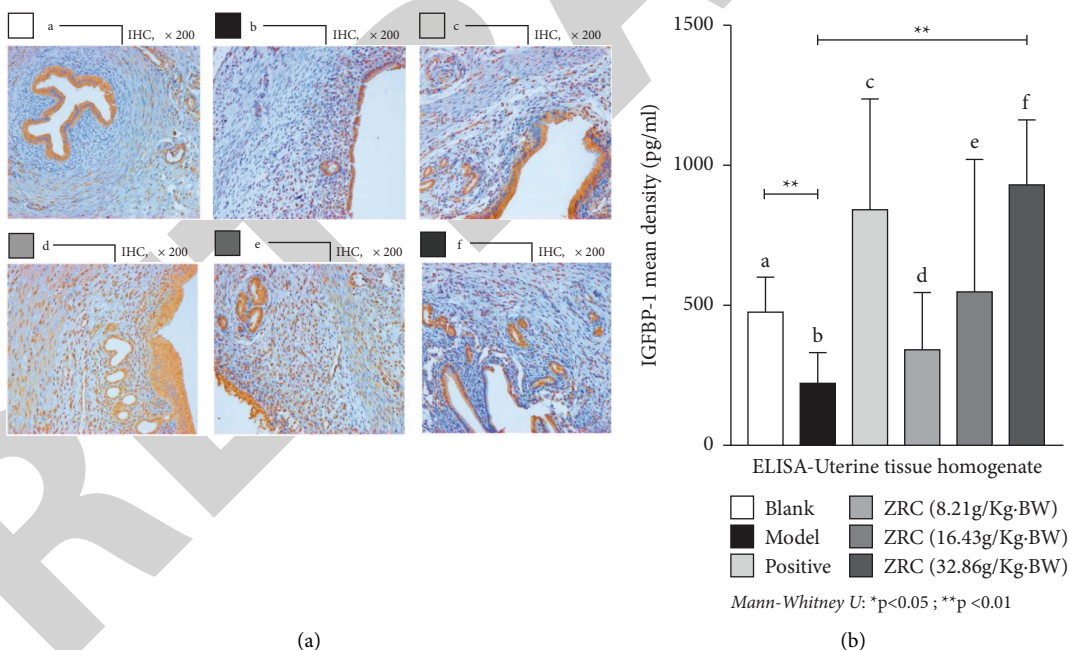 a IHC, × 200
b IHC, × 200
c IHC, × 200
d IHC, × 200
e IHC, × 200
f IHC, × 200
(a)
1500
1000
500
0
IGFBP-1 mean density (pg/ml)
**
**
a
b
c
d
e
f
ELISA-Uterine tissue homogenate
Blank
Model
Positive
ZRC (8.21g/Kg·BW)
ZRC (16.43g/Kg·BW)
ZRC (32.86g/Kg·BW)
Mann-Whitney U: *p<0.05 ; **p <0.01
(b)